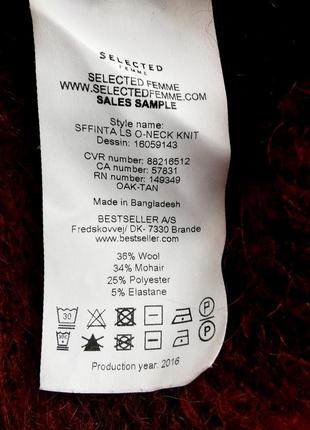 SELECTED
FEMME
SELECTED FEMME
WWW.SELECTEDFEMME.COM
SALES SAMPLE
Style name:
SFFINTA LS O-NECK KNIT
Dessin: 16059143
CVR number: 88216512
CA number: 57831
RN number: 149349
OAK-TAN
Made in Bangladesh
BESTSELLER A/S
Fredskovvej/ DK- 7330 Brande
www.bestseller.com
36% Wool
34% Mohair
25% Polyester
5% Elastane
30 P
P
Production year: 2016